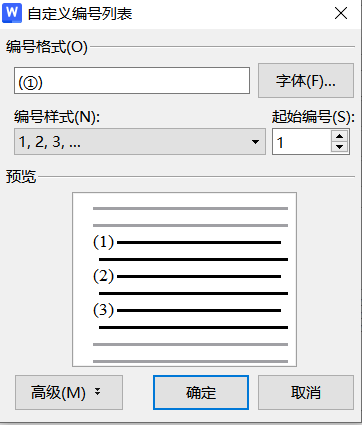 W 自定义编号列表
编号格式(O)
(①)
字体(F)...
编号样式(N):
起始编号(S):
1, 2, 3, ...
1
预览
(1)
(2)
(3)
高级(M)
确定
取消